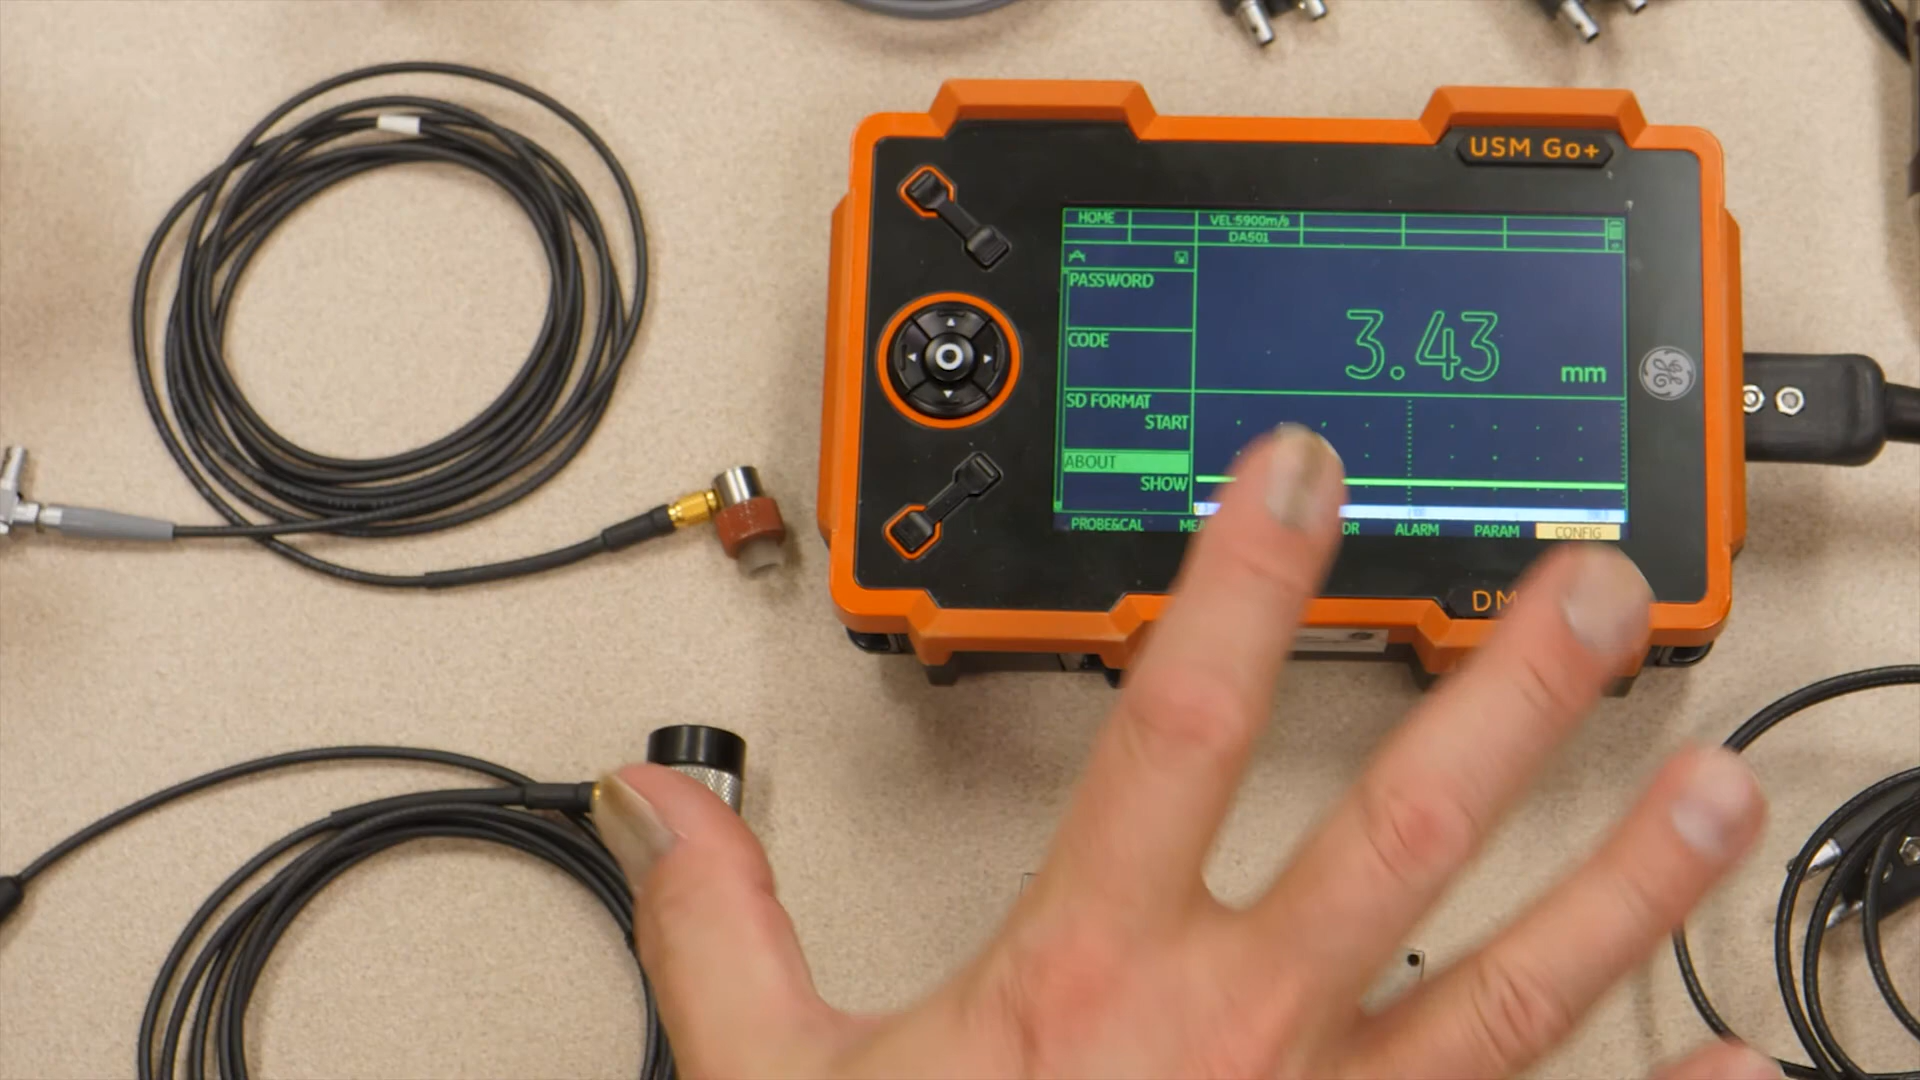 USM Go+
HOME
VEL:5900m/s
DA501
PASSWORD
CODE
3.43
mm
SD FORMAT
START
ABOUT
SHOW
PROBE&CAL
ALARM
PARAM
CONFIG